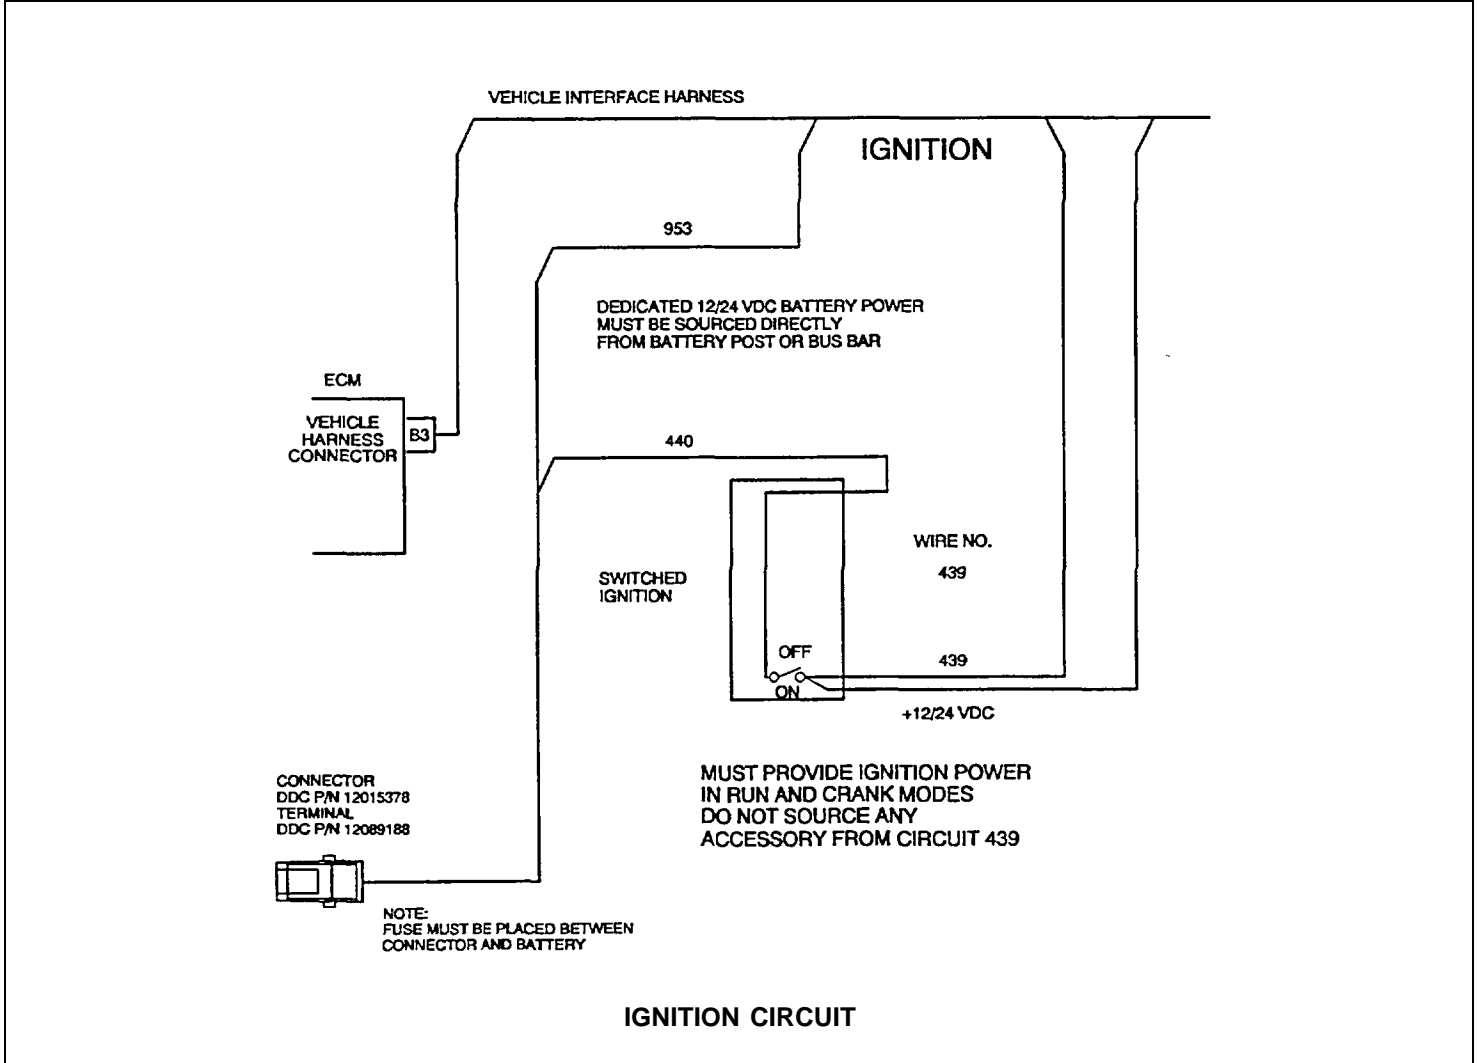 VEHICLE INTERFACE HARNESS
IGNITION
953
DEDICATED 12/24 VDC BATTERY POWER
MUST BE SOURCED DIRECTLY
FROM BATTERY POST OR BUS BAR
ECM
VEHICLE
HARNESS
CONNECTOR
B3
440
WIRE NO.
439
SWITCHED
IGNITION
OFF
ON
439
+12/24 VDC
MUST PROVIDE IGNITION POWER
IN RUN AND CRANK MODES
DO NOT SOURCE ANY
ACCESSORY FROM CIRCUIT 439
CONNECTOR
DDC P/N 12015378
TERMINAL
DDC P/N 12089188
NOTE:
FUSE MUST BE PLACED BETWEEN
CONNECTOR AND BATTERY
IGNITION CIRCUIT